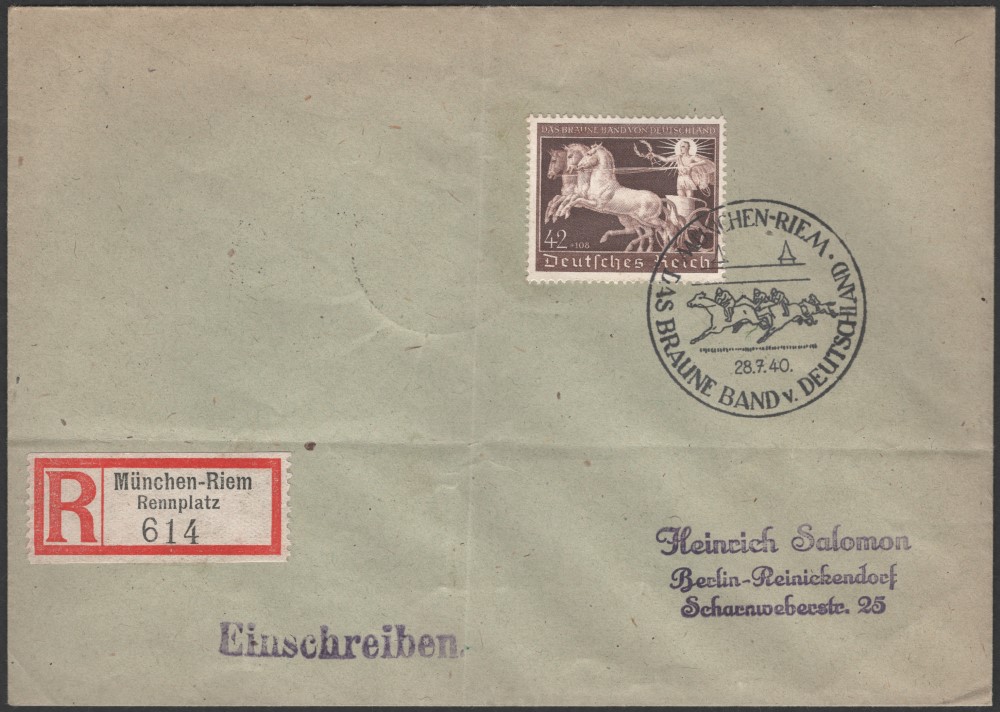 DAS BRAUNE BAND VON DEUTSCHLAND
42 +108
Deutsches Reich
MÜNCHEN-RIEM · DAS BRAUNE BAND v. DEUTSCHLAND ·
28.7.40.
R
München-Riem
Rennplatz
614
Heinrich Salomon
Berlin-Reinickendorf
Scharnweberstr. 25
Einschreiben.